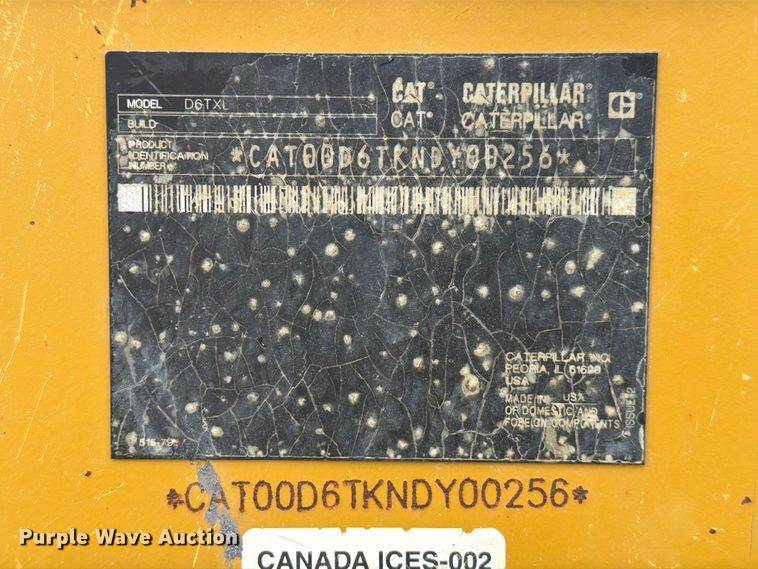 CAT® CATERPILLAR®
MODEL D6TXL
CAT® CATERPILLAR®
BUILD
PRODUCT
IDENTIFICATION
NUMBER
*CAT00D6TKNDY00256*
CATERPILLAR INC.
PEORIA, IL 61629
USA
MADE IN USA
OF DOMESTIC AND
FOREIGN COMPONENTS
*CAT00D6TKNDY00256*
Purple Wave Auction
CANADA ICES-002